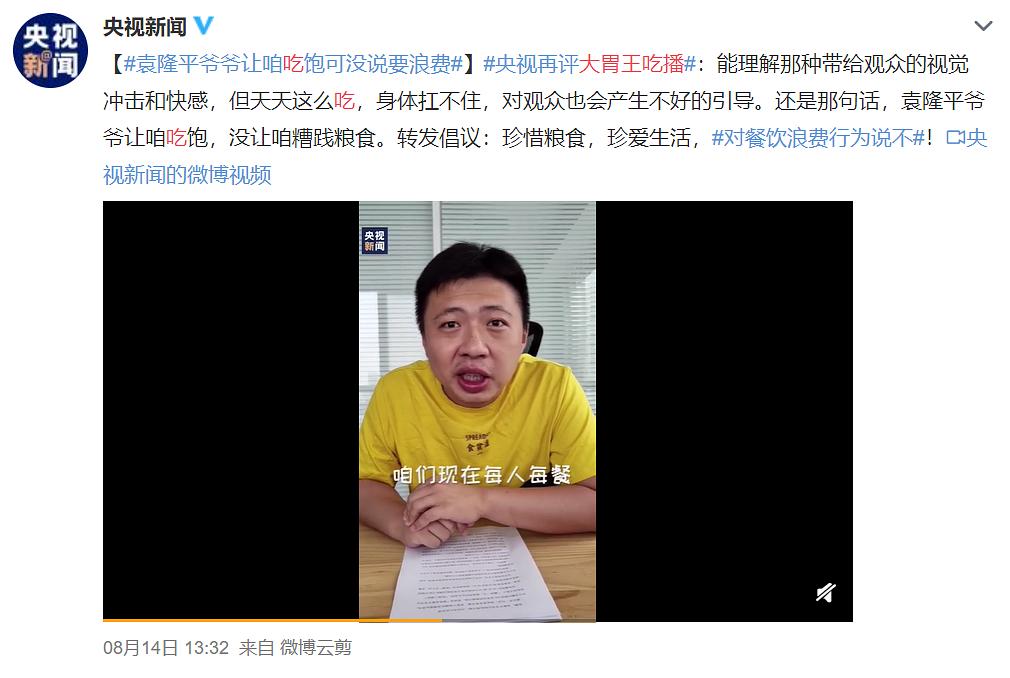 央视新闻
央视
新闻
【#袁隆平爷爷让咱吃饱可没说要浪费#】#央视再评大胃王吃播#：能理解那种带给观众的视觉
冲击和快感，但天天这么吃，身体扛不住，对观众也会产生不好的引导。还是那句话，袁隆平爷
爷让咱吃饱，没让咱糟践粮食。转发倡议：珍惜粮食，珍爱生活，#对餐饮浪费行为说不#！央
视新闻的微博视频
央视
新闻
咱们现在每人每餐
08月14日 13:32 来自 微博云剪